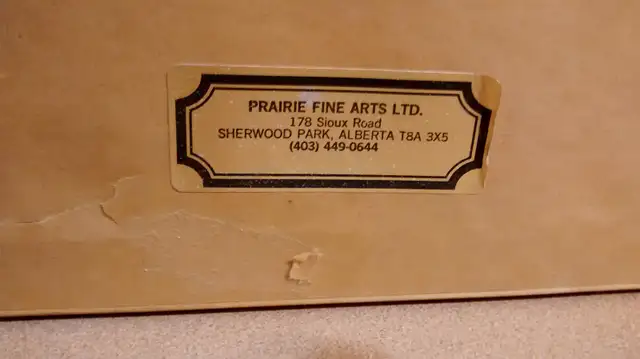 PRAIRIE FINE ARTS LTD.
178 Sioux Road
SHERWOOD PARK, ALBERTA T8A 3X5
(403) 449-0644